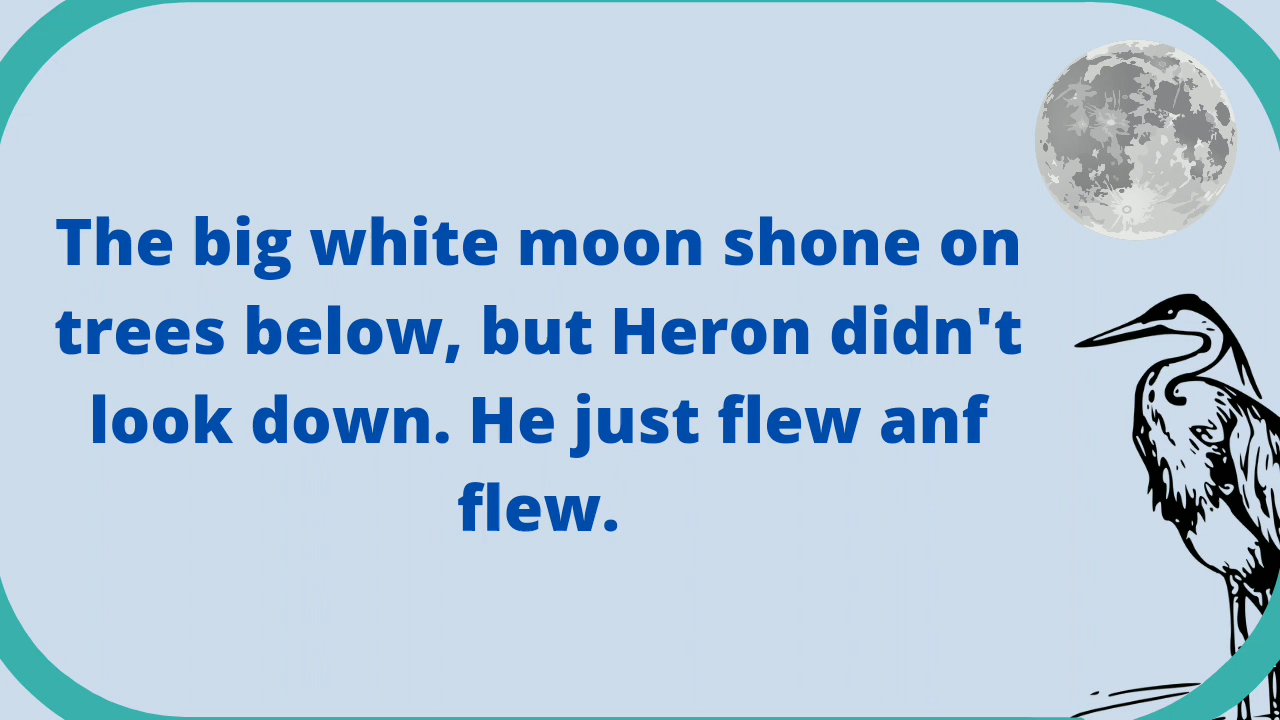 The big white moon shone on
trees below, but Heron didn't
look down. He just flew anf
flew.